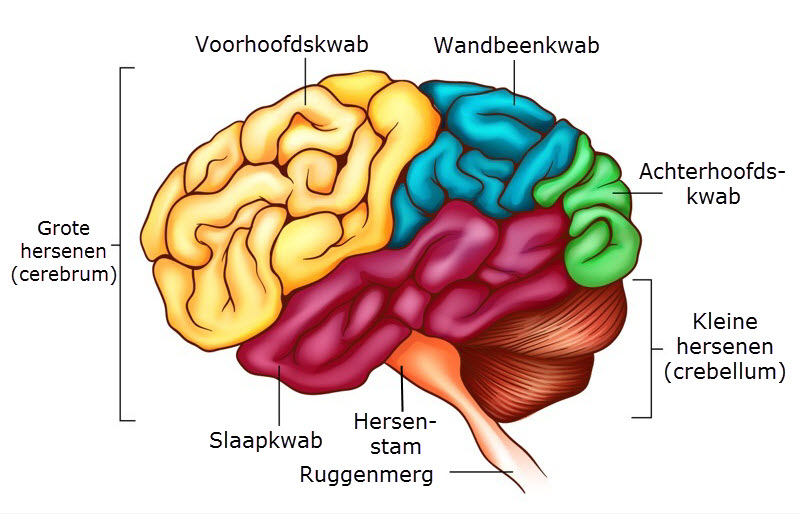 Voorhoofdskwab
Wandbeenkwab
Achterhoofds-
kwab
Grote
hersenen
(cerebrum)
Kleine
hersenen
(crebellum)
Slaapkwab
Hersen-
stam
Ruggenmerg